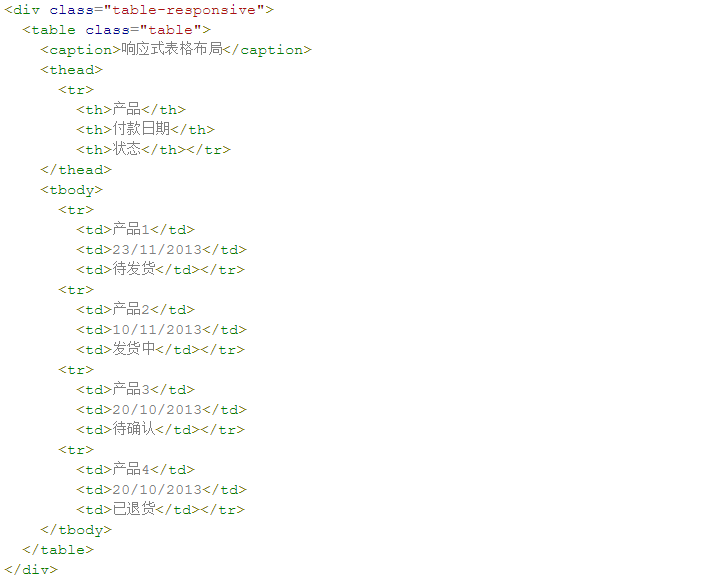 <div class="table-responsive">
  <table class="table">
    <caption>响应式表格布局</caption>
    <thead>
      <tr>
        <th>产品</th>
        <th>付款日期</th>
        <th>状态</th></tr>
    </thead>
    <tbody>
      <tr>
        <td>产品1</td>
        <td>23/11/2013</td>
        <td>待发货</td></tr>
      <tr>
        <td>产品2</td>
        <td>10/11/2013</td>
        <td>发货中</td></tr>
      <tr>
        <td>产品3</td>
        <td>20/10/2013</td>
        <td>待确认</td></tr>
      <tr>
        <td>产品4</td>
        <td>20/10/2013</td>
        <td>已退货</td></tr>
    </tbody>
  </table>
</div>